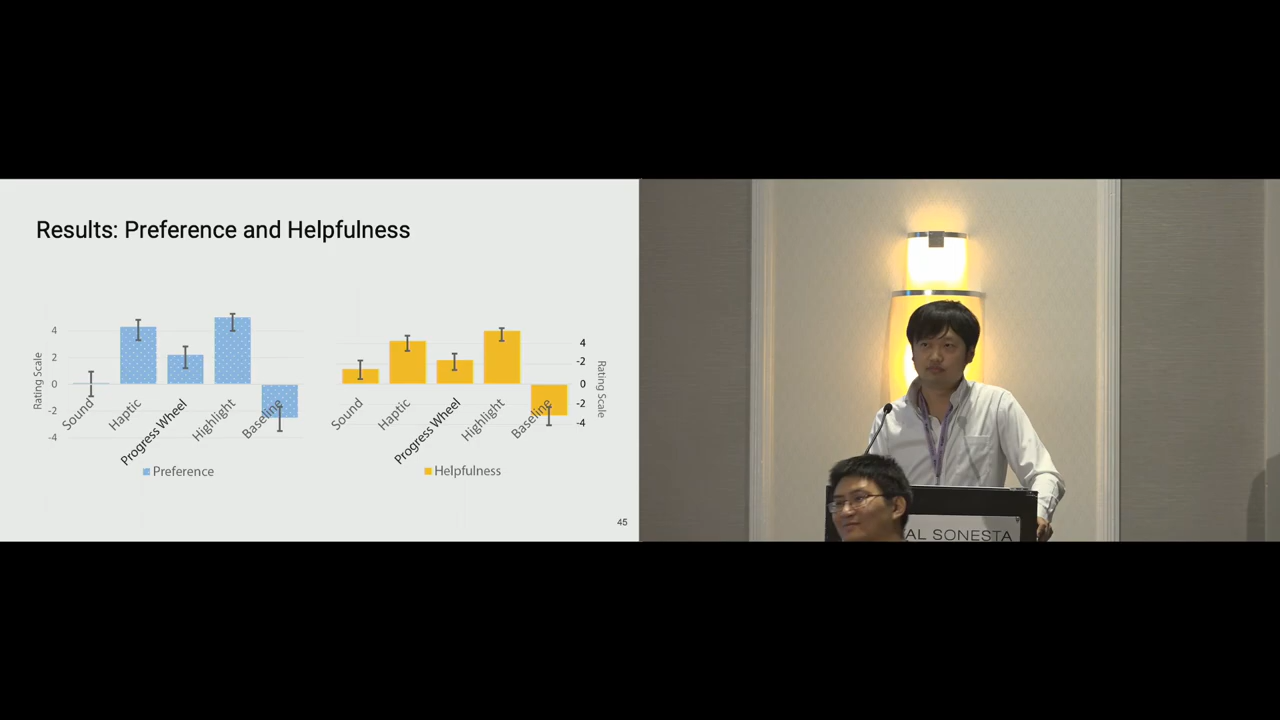 Results: Preference and Helpfulness
Rating Scale
4
2
0
-2
-4
Sound
Haptic
Progress Wheel
Highlight
Baseline
Preference
Sound
Haptic
Progress Wheel
Highlight
Baseline
Helpfulness
4
-2
0
-2
-4
Rating Scale
45
AL SONESTA